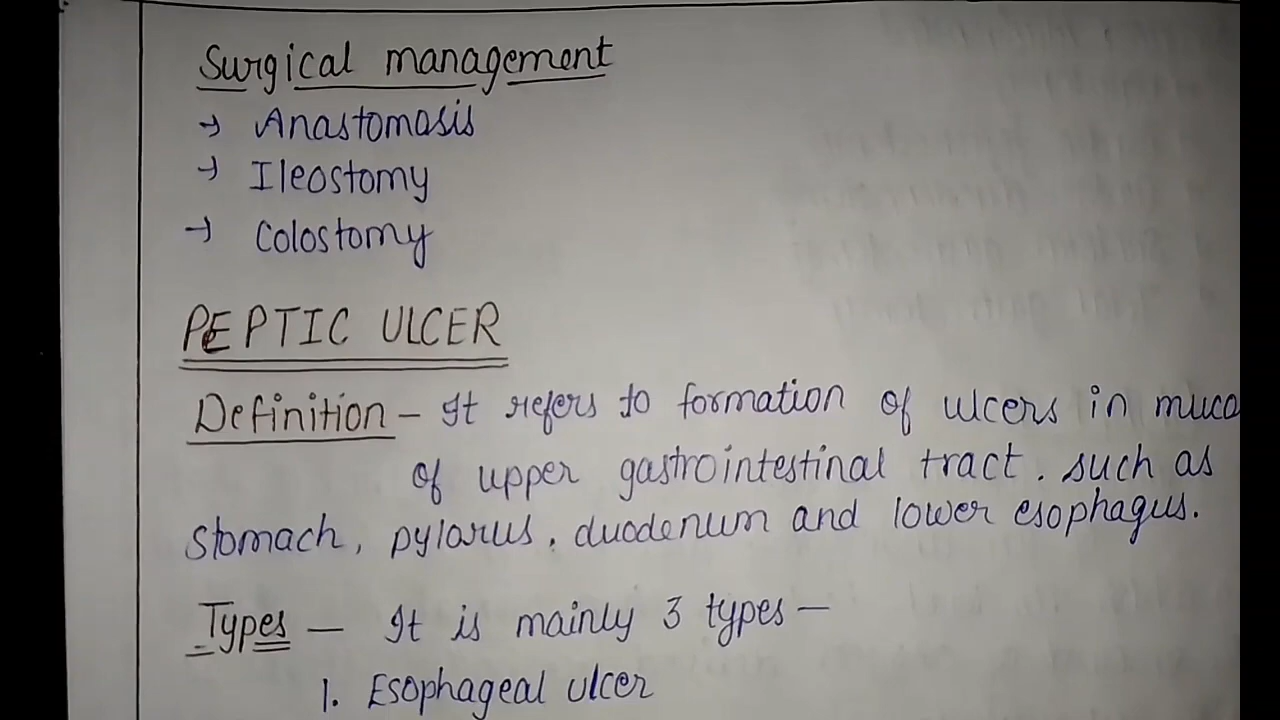 Surgical management
→ Anastomosis
→ Ileostomy
→ Colostomy
PEPTIC ULCER
Definition – It refers to formation of ulcers in muco
of upper gastrointestinal tract. such as
stomach, pylorus, duodenum and lower esophagus.
Types – It is mainly 3 types –
1. Esophageal ulcer